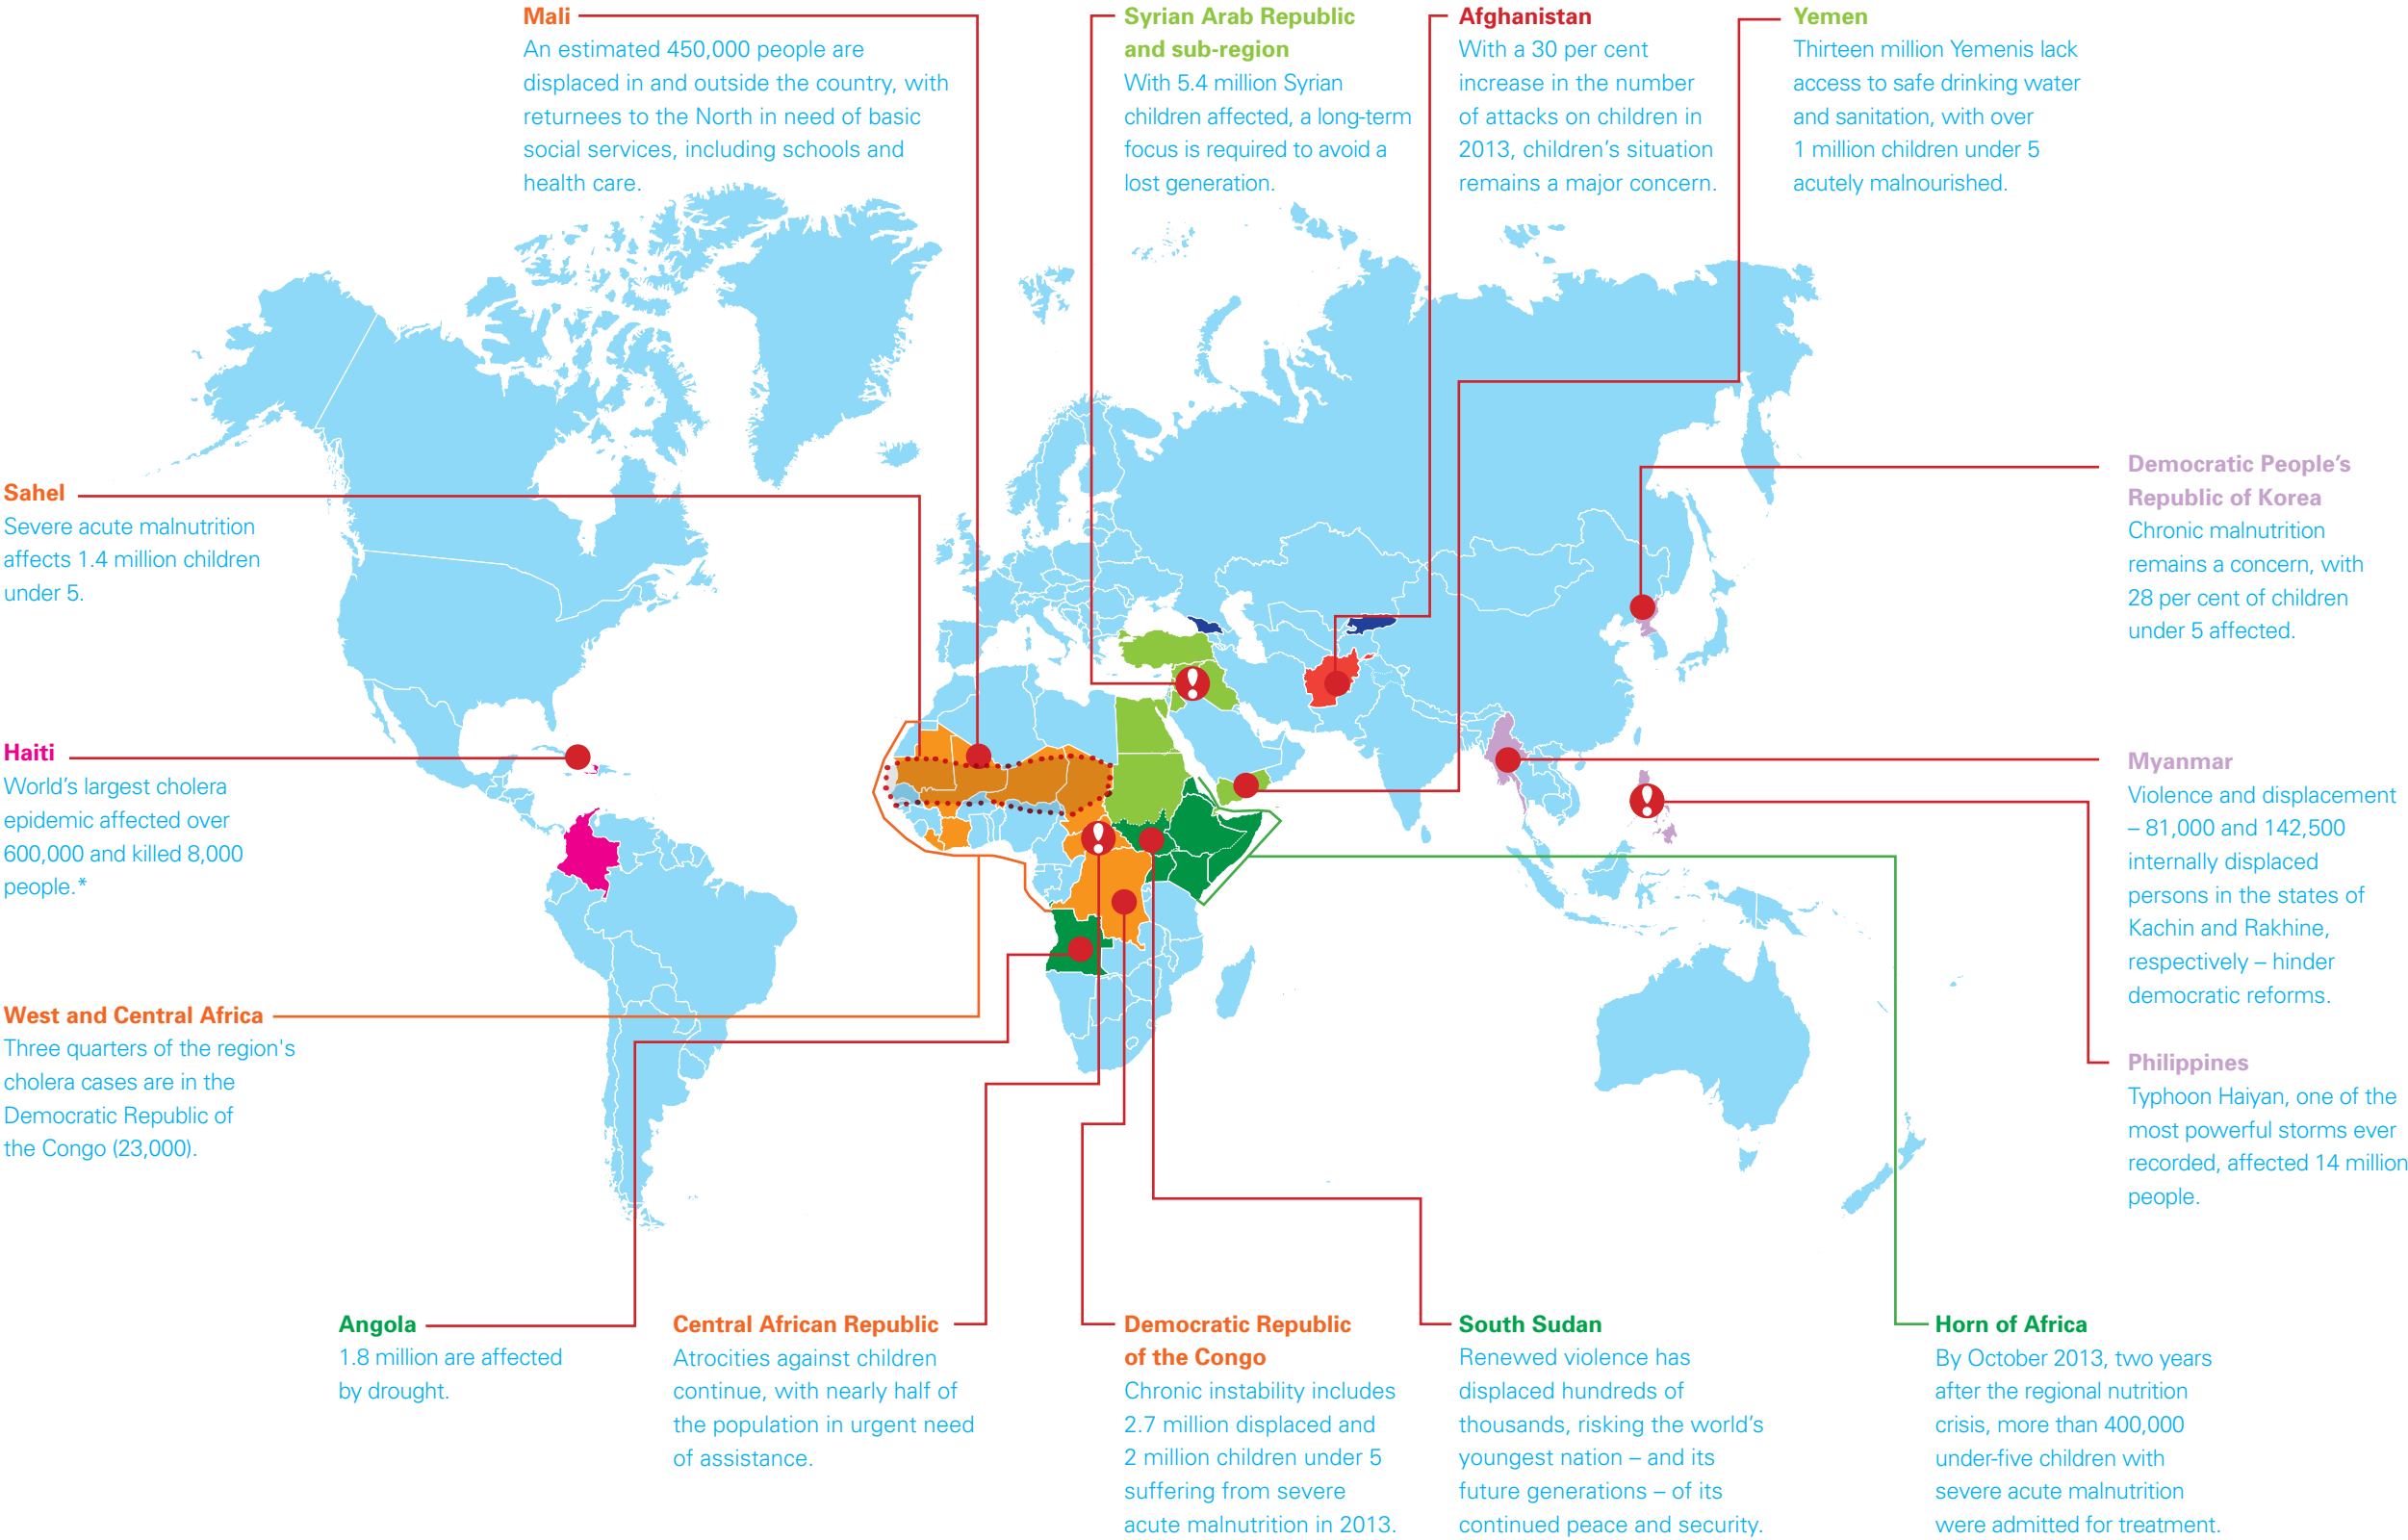 Mali
An estimated 450,000 people are
displaced in and outside the country, with
returnees to the North in need of basic
social services, including schools and
health care.
Syrian Arab Republic
and sub-region
With 5.4 million Syrian
children affected, a long-term
focus is required to avoid a
lost generation.
Afghanistan
With a 30 per cent
increase in the number
of attacks on children in
2013, children’s situation
remains a major concern.
Yemen
Thirteen million Yemenis lack
access to safe drinking water
and sanitation, with over
1 million children under 5
acutely malnourished.
Sahel
Severe acute malnutrition
affects 1.4 million children
under 5.
Democratic People’s
Republic of Korea
Chronic malnutrition
remains a concern, with
28 per cent of children
under 5 affected.
Haiti
World’s largest cholera
epidemic affected over
600,000 and killed 8,000
people.*
Myanmar
Violence and displacement
– 81,000 and 142,500
internally displaced
persons in the states of
Kachin and Rakhine,
respectively – hinder
democratic reforms.
West and Central Africa
Three quarters of the region's
cholera cases are in the
Democratic Republic of
the Congo (23,000).
Philippines
Typhoon Haiyan, one of the
most powerful storms ever
recorded, affected 14 million
people.
Angola
1.8 million are affected
by drought.
Central African Republic
Atrocities against children
continue, with nearly half of
the population in urgent need
of assistance.
Democratic Republic
of the Congo
Chronic instability includes
2.7 million displaced and
2 million children under 5
suffering from severe
acute malnutrition in 2013.
South Sudan
Renewed violence has
displaced hundreds of
thousands, risking the world’s
youngest nation – and its
future generations – of its
continued peace and security.
Horn of Africa
By October 2013, two years
after the regional nutrition
crisis, more than 400,000
under-five children with
severe acute malnutrition
were admitted for treatment.